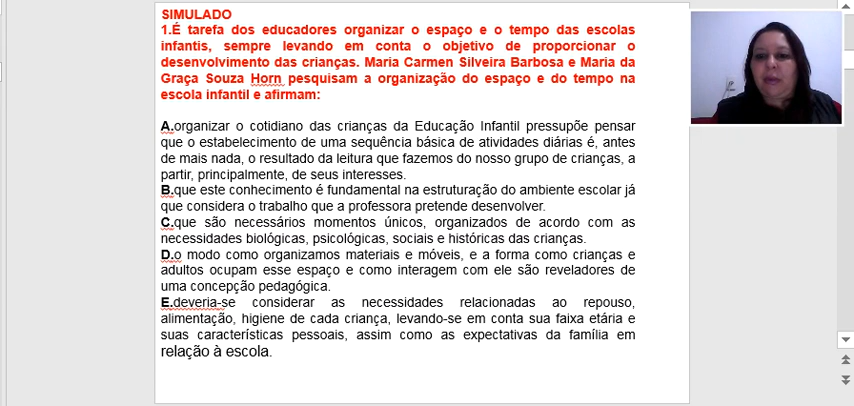 SIMULADO
1.É tarefa dos educadores organizar o espaço e o tempo das escolas
infantis, sempre levando em conta o objetivo de proporcionar o
desenvolvimento das crianças. Maria Carmen Silveira Barbosa e Maria da
Graça Souza Horn pesquisam a organização do espaço e do tempo na
escola infantil e afirmam:
A.organizar o cotidiano das crianças da Educação Infantil pressupõe pensar
que o estabelecimento de uma sequência básica de atividades diárias é, antes
de mais nada, o resultado da leitura que fazemos do nosso grupo de crianças, a
partir, principalmente, de seus interesses.
B.que este conhecimento é fundamental na estruturação do ambiente escolar já
que considera o trabalho que a professora pretende desenvolver.
C.que são necessários momentos únicos, organizados de acordo com as
necessidades biológicas, psicológicas, sociais e históricas das crianças.
D.o modo como organizamos materiais e móveis, e a forma como crianças e
adultos ocupam esse espaço e como interagem com ele são reveladores de
uma concepção pedagógica.
E.deveria-se considerar as necessidades relacionadas ao repouso,
alimentação, higiene de cada criança, levando-se em conta sua faixa etária e
suas características pessoais, assim como as expectativas da família em
relação à escola.